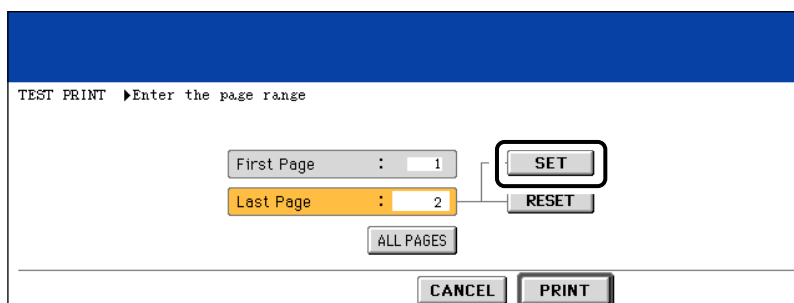 TEST PRINT ▶Enter the page range
First Page : 1 SET
Last Page : 2 RESET
ALL PAGES
CANCEL PRINT